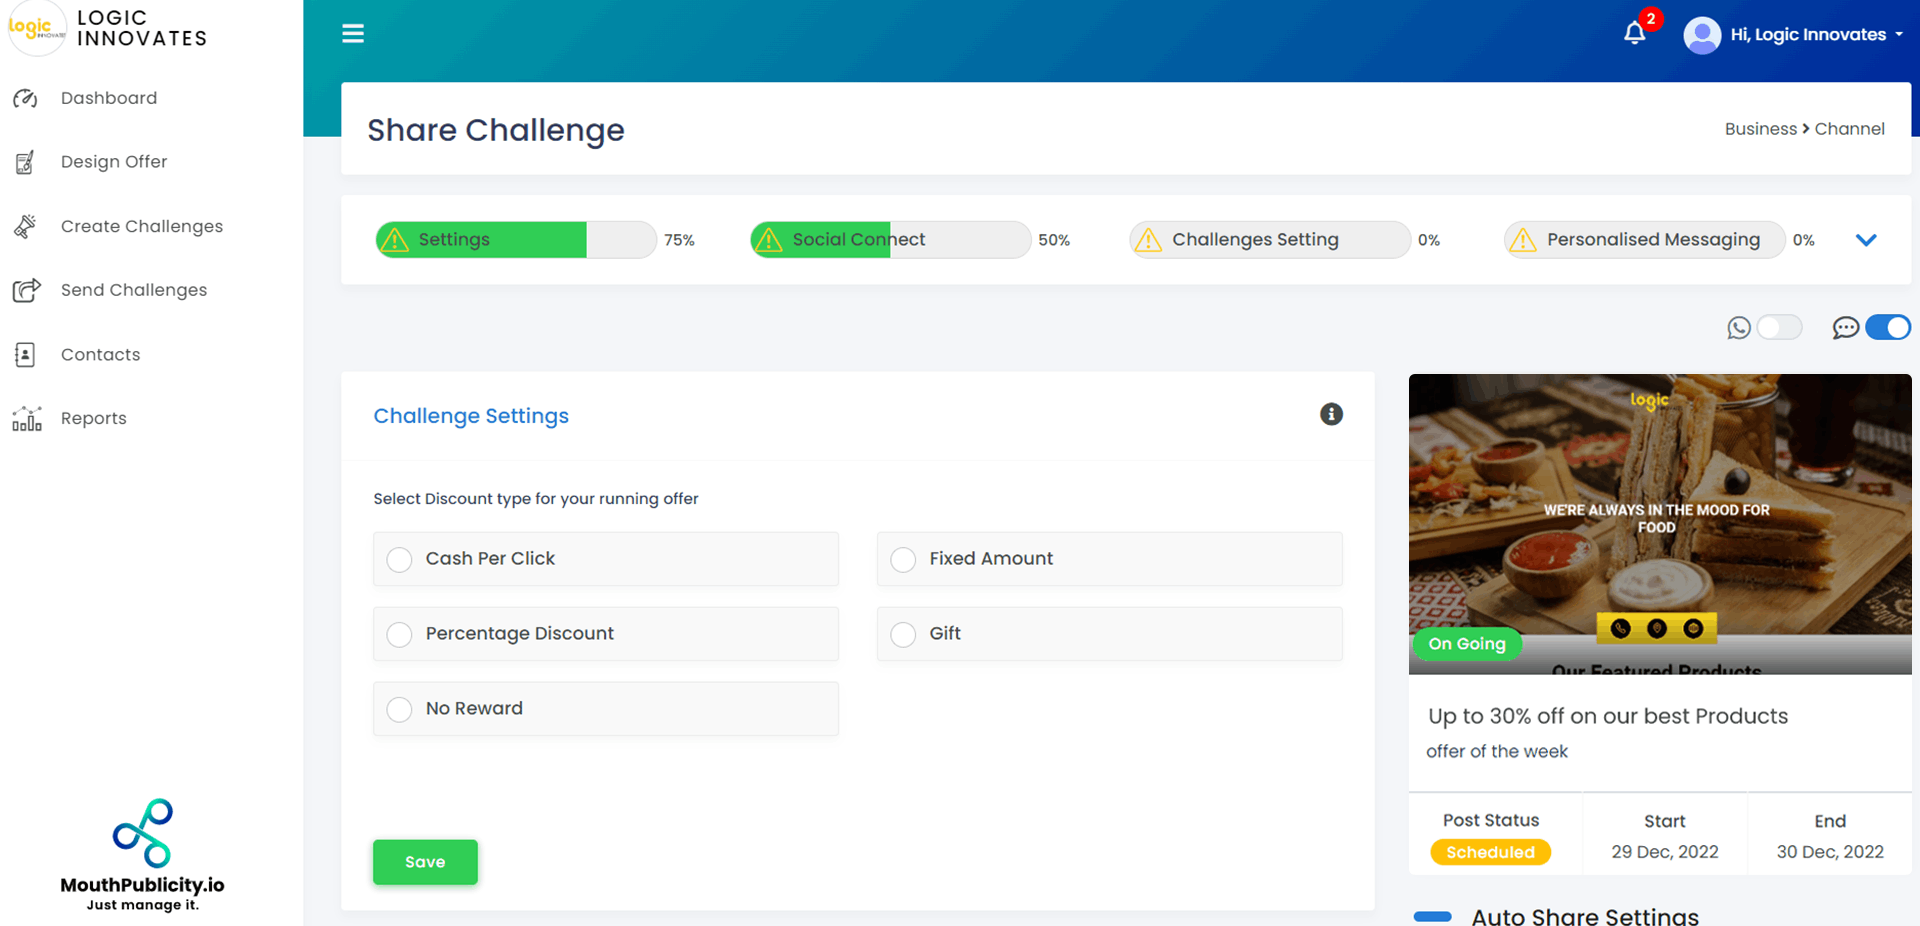 LOGIC
INNOVATES
logic
INNOVATES
2
Hi, Logic Innovates
Dashboard
Design Offer
Create Challenges
Send Challenges
Contacts
Reports
MouthPublicity.io
Just manage it.
Share Challenge
Business > Channel
Settings 75%
Social Connect 50%
Challenges Setting 0%
Personalised Messaging 0%
Challenge Settings
Select Discount type for your running offer
Cash Per Click
Fixed Amount
Percentage Discount
Gift
No Reward
Save
logic
WE'RE ALWAYS IN THE MOOD FOR
FOOD
On Going
Our Featured Products
Up to 30% off on our best Products
offer of the week
Post Status
Scheduled
Start
29 Dec, 2022
End
30 Dec, 2022
Auto Share Settings